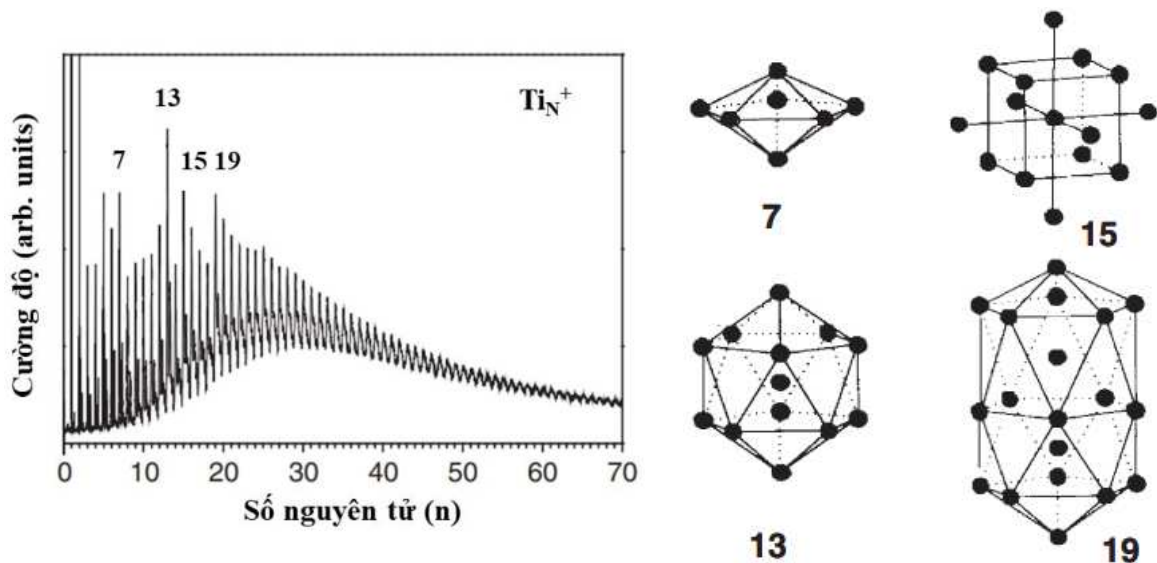 Cường độ (arb. units)
Ti_N^+
7
13
15 19
0 10 20 30 40 50 60 70
Số nguyên tử (n)
7
15
13
19